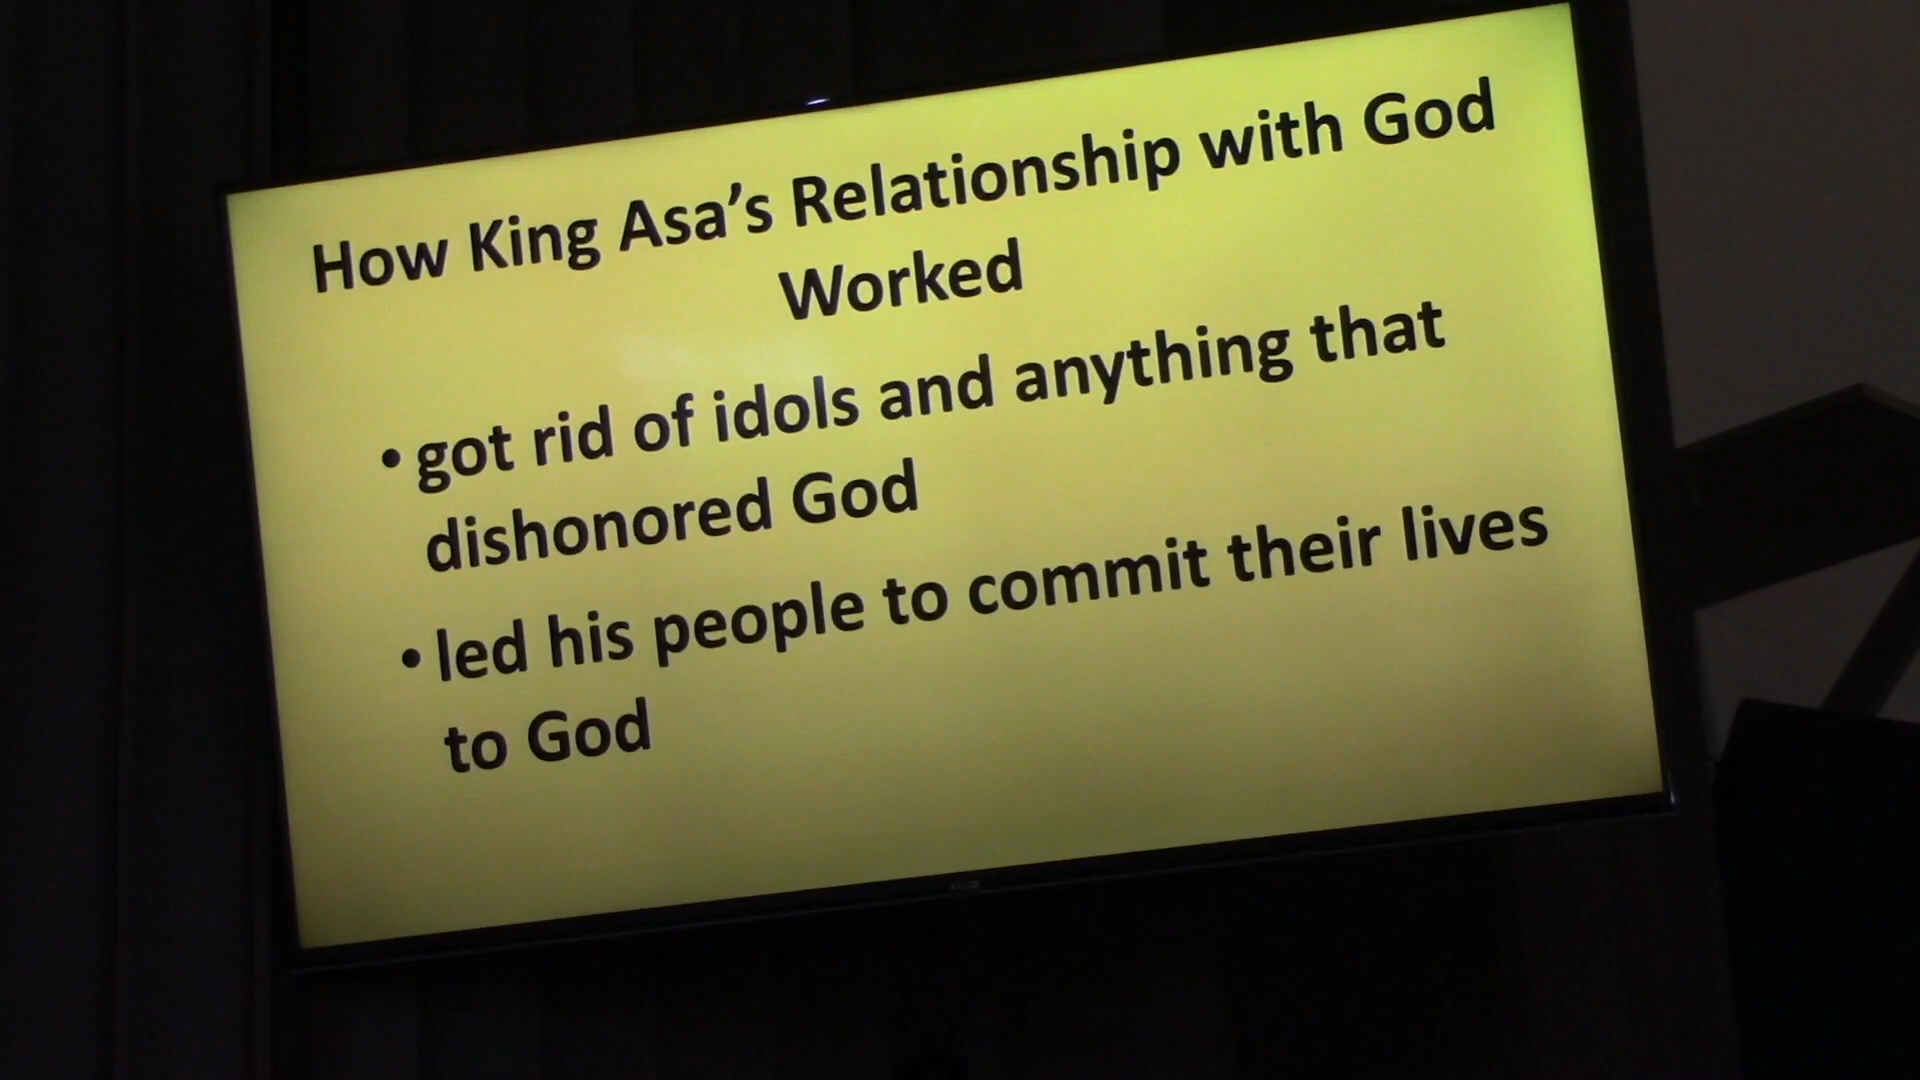 How King Asa’s Relationship with God
Worked
• got rid of idols and anything that
dishonored God
• led his people to commit their lives
to God